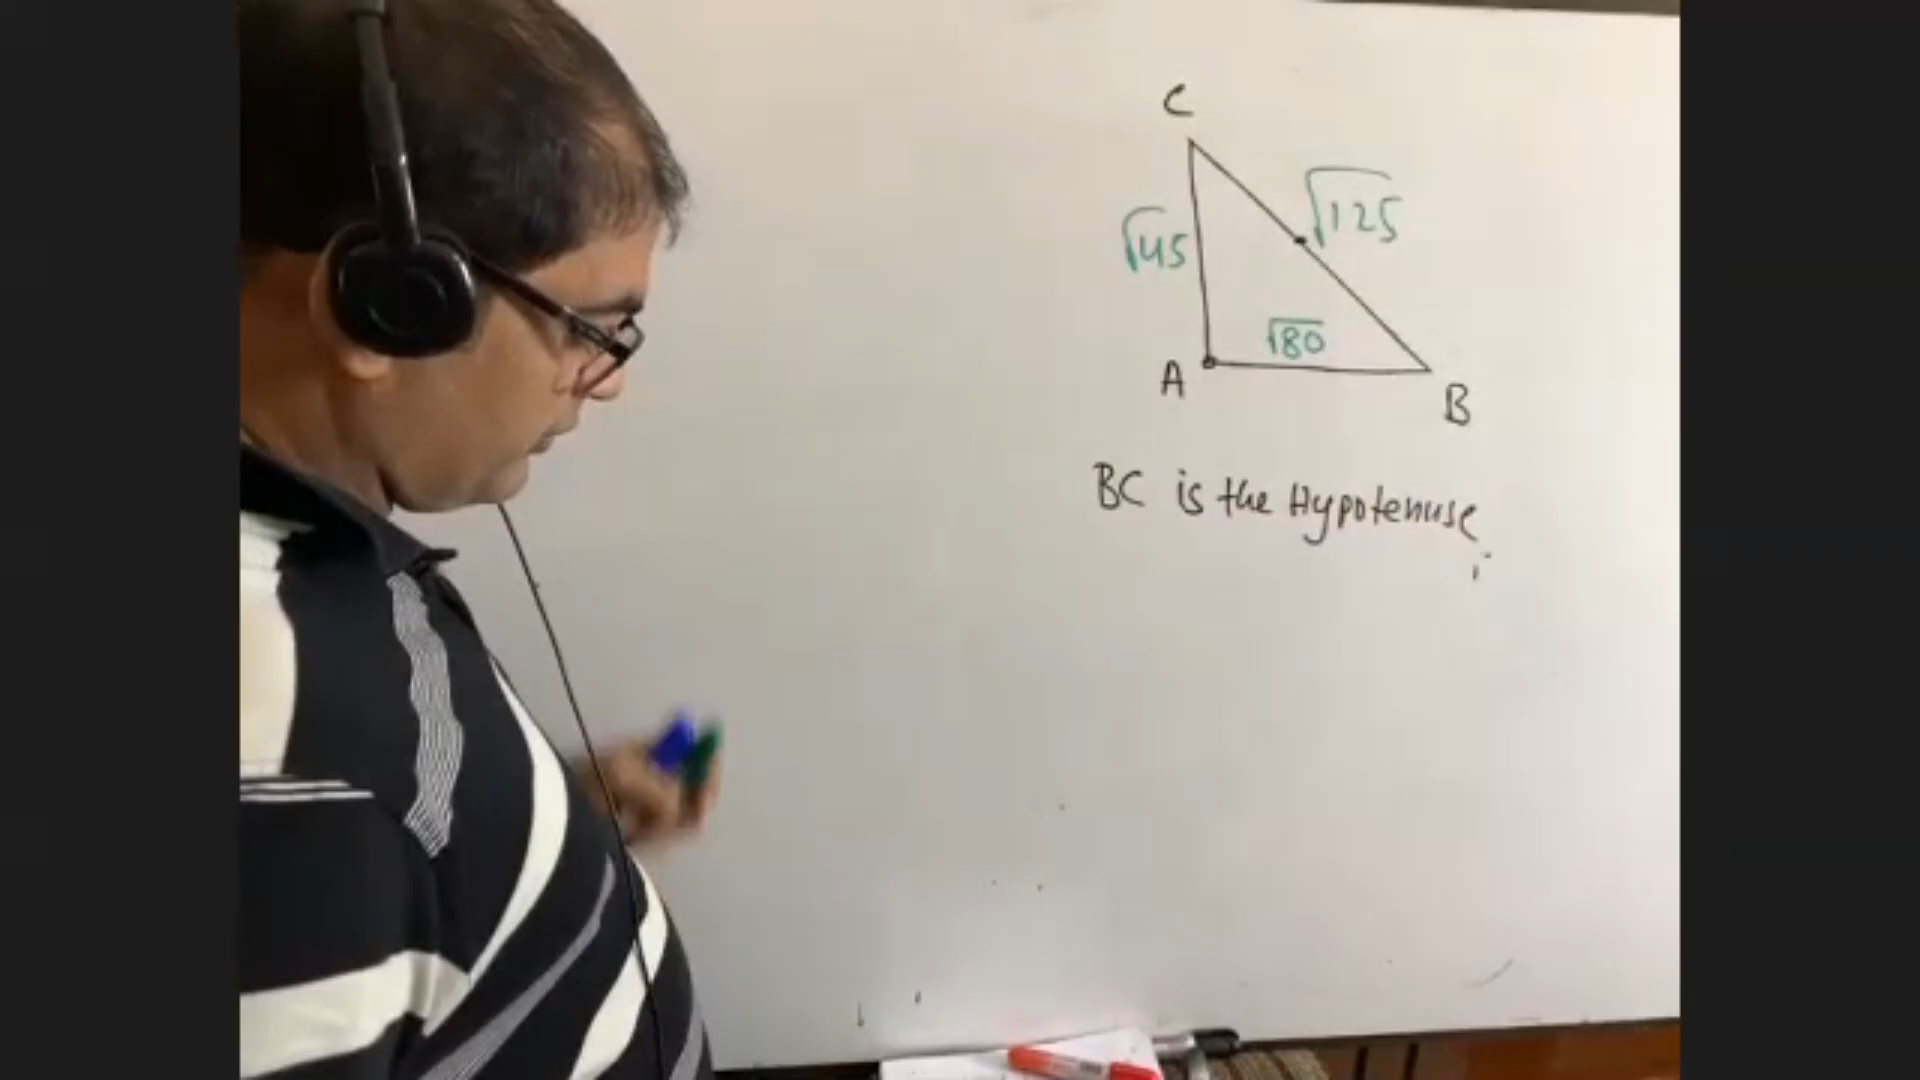 C
√45
√125
√80
A
B
BC is the Hypotenuse